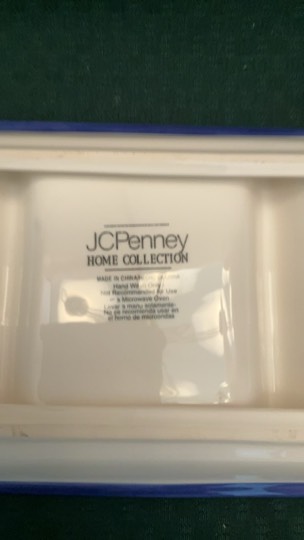 JCPenney
HOME COLLECTION
MADE IN CHINA
Hand Wash Only
Not Recommended for Use
in a Microwave Oven
Lavar a mano solamente
No se recomienda usar en
el horno de microondas